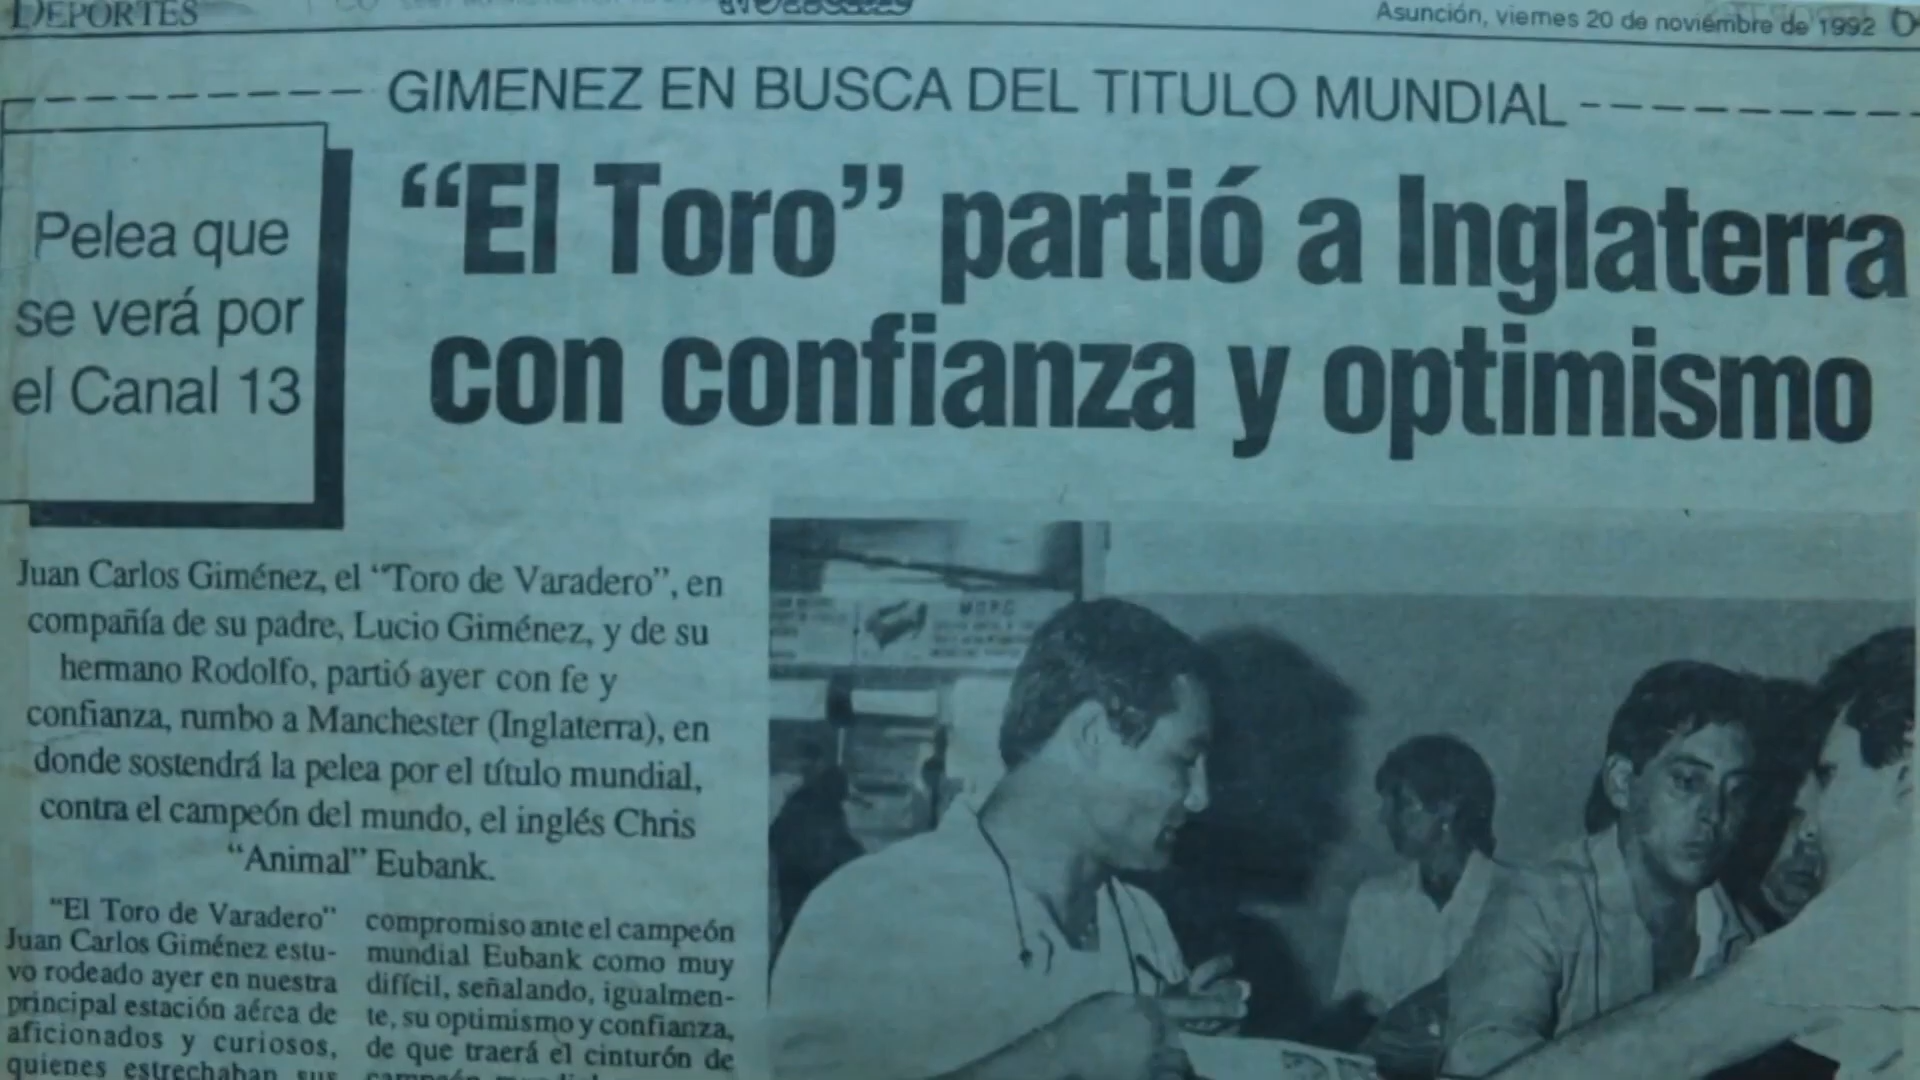 DEPORTES
Asunción, viernes 20 de noviembre de 1992
GIMENEZ EN BUSCA DEL TITULO MUNDIAL
Pelea que
se verá por
el Canal 13
“El Toro” partió a Inglaterra
con confianza y optimismo
Juan Carlos Giménez, el “Toro de Varadero”, en
compañía de su padre, Lucio Giménez, y de su
hermano Rodolfo, partió ayer con fe y
confianza, rumbo a Manchester (Inglaterra), en
donde sostendrá la pelea por el título mundial,
contra el campeón del mundo, el inglés Chris
“Animal” Eubank.
“El Toro de Varadero”
Juan Carlos Giménez estu-
vo rodeado ayer en nuestra
principal estación aérea de
aficionados y curiosos,
quienes estrechaban sus
compromiso ante el campeón
mundial Eubank como muy
difícil, señalando, igualmen-
te, su optimismo y confianza,
de que traerá el cinturón de